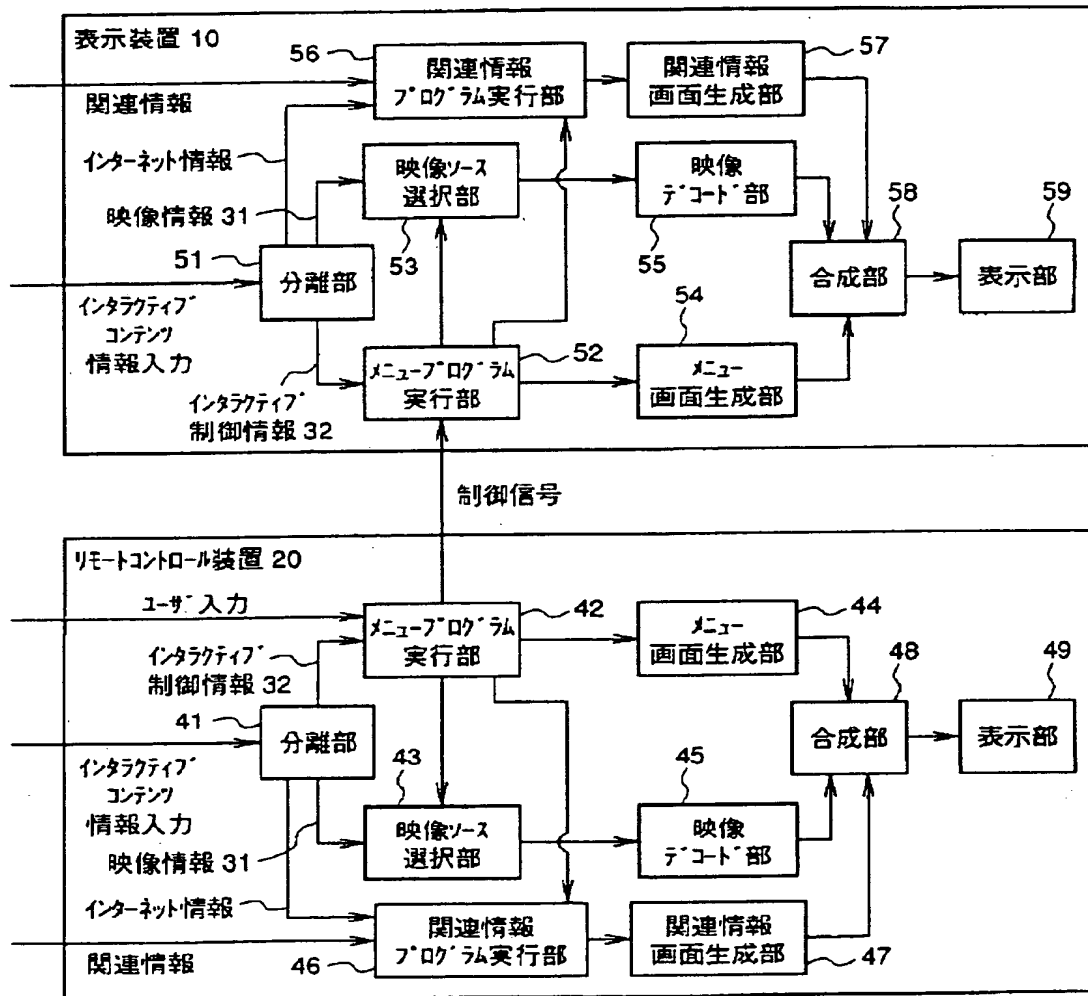 表示装置 10
56
関連情報
プログラム実行部
57
関連情報
画面生成部
関連情報
インターネット情報
映像情報 31
映像ソース
選択部
53
映像
デコード部
55
58
合成部
59
表示部
51
分離部
インタラクティブ
コンテンツ
情報入力
インタラクティブ
制御情報 32
メニュープログラム
実行部
52
54
メニュー
画面生成部
制御信号
リモートコントロール装置 20
ユーザ入力
メニュープログラム
実行部
42
メニュー
画面生成部
44
インタラクティブ
制御情報 32
41
分離部
インタラクティブ
コンテンツ
情報入力
映像情報 31
43
映像ソース
選択部
45
映像
デコード部
48
合成部
49
表示部
インターネット情報
関連情報
46
関連情報
プログラム実行部
関連情報
画面生成部
47